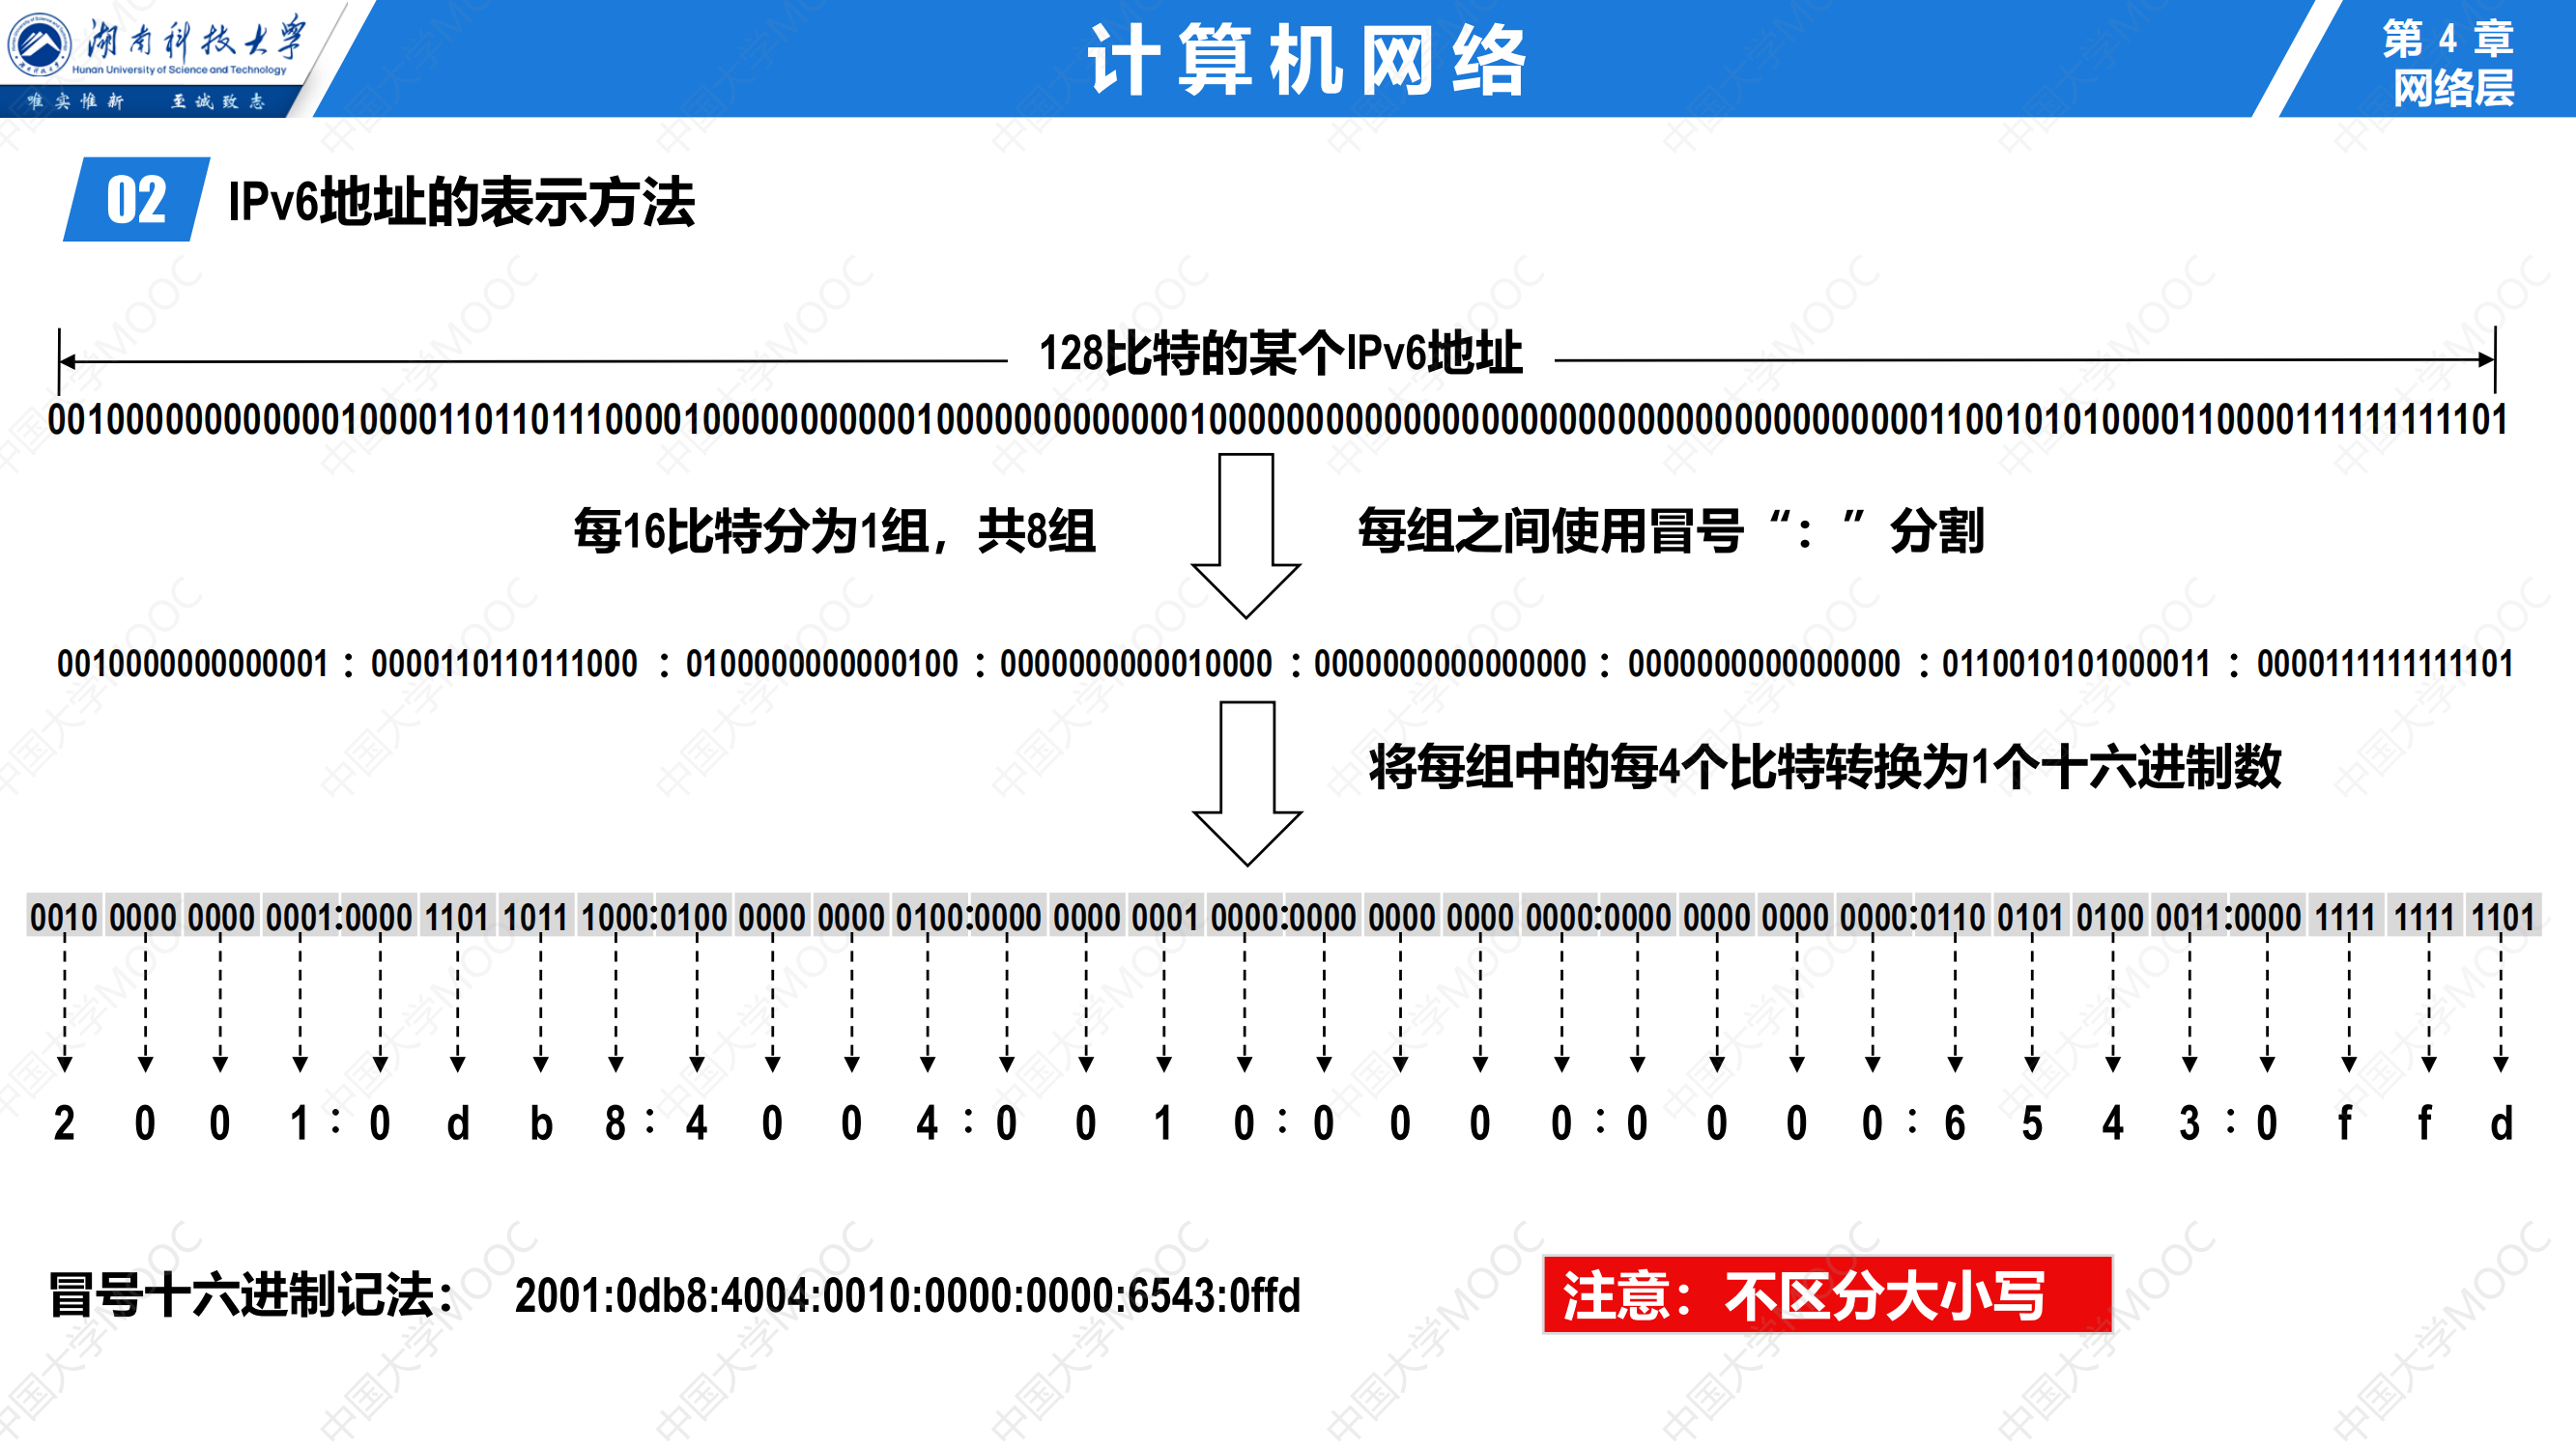 湖南科技大学
Hunan University of Science and Technology
唯实惟新 至诚致志
计算机网络
第 4 章
网络层
02 IPv6地址的表示方法
128比特的某个IPv6地址
00100000000000010000110110111000010000000000010000000000000100000000000000000000000000000000000001100101010000110000111111111101
每16比特分为1组，共8组
每组之间使用冒号“：”分割
0010000000000001 : 0000110110111000 : 0100000000000100 : 0000000000010000 : 0000000000000000 : 0000000000000000 : 0110010101000011 : 0000111111111101
将每组中的每4个比特转换为1个十六进制数
0010 0000 0000 0001:0000 1101 1011 1000:0100 0000 0000 0100:0000 0000 0001 0000:0000 0000 0000 0000:0000 0000 0000 0000:0110 0101 0100 0011:0000 1111 1111 1101
2 0 0 1 : 0 d b 8 : 4 0 0 4 : 0 0 1 0 : 0 0 0 0 : 0 0 0 0 : 6 5 4 3 : 0 f f d
冒号十六进制记法： 2001:0db8:4004:0010:0000:0000:6543:0ffd
注意：不区分大小写
中国大学MOOC